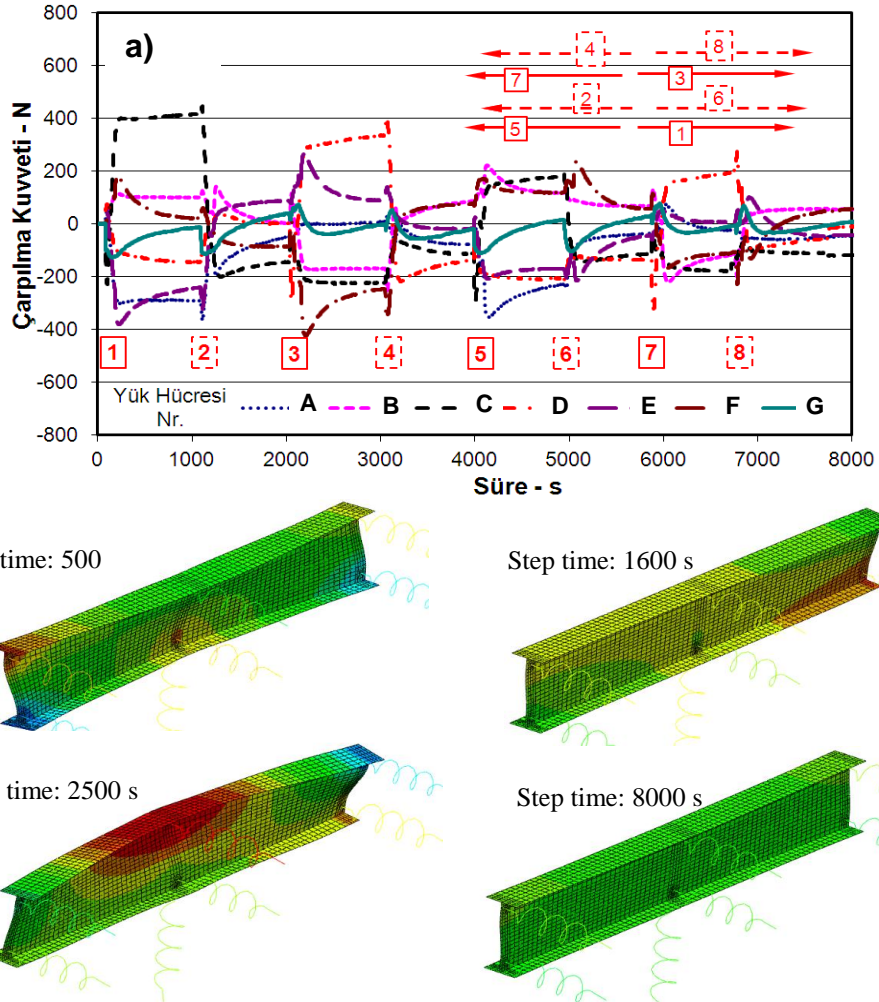 a)
800
600
400
200
0
-200
-400
-600
-800
Çarpılma Kuvveti - N
4 8
7 3
2 6
5 1
1 2 3 4 5 6 7 8
Yük Hücresi
Nr.
A B C D E F G
0 1000 2000 3000 4000 5000 6000 7000 8000
Süre - s
time: 500
Step time: 1600 s
time: 2500 s
Step time: 8000 s